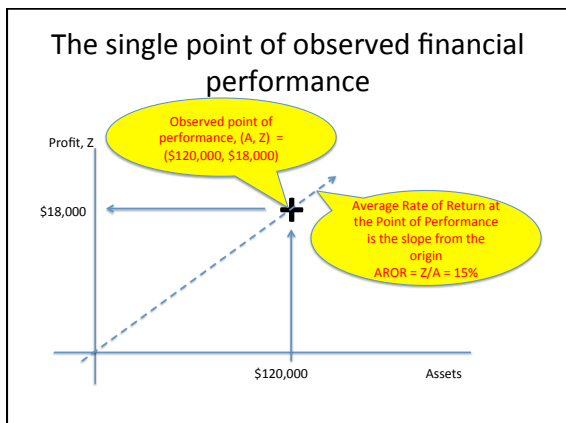 The single point of observed financial
performance
Observed point of
performance, (A, Z) =
($120,000, $18,000)
Profit, Z
$18,000
Average Rate of Return at
the Point of Performance
is the slope from the
origin
AROR = Z/A = 15%
$120,000
Assets